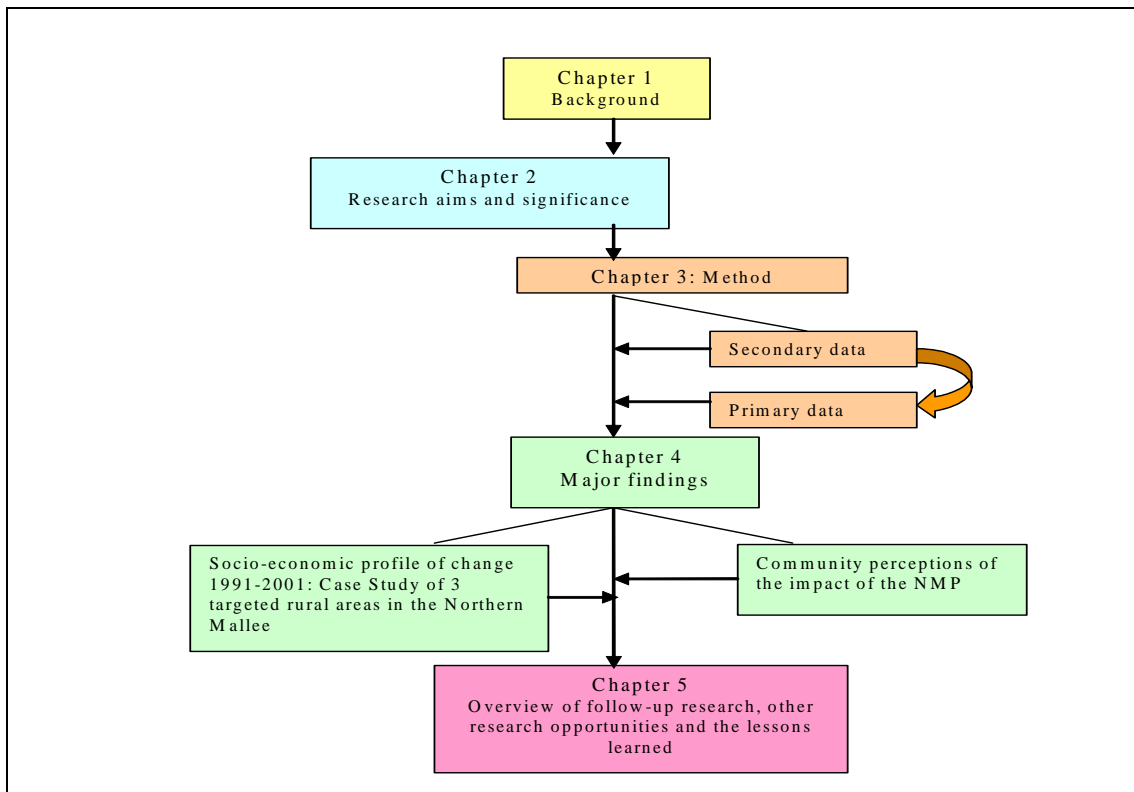 Chapter 1
Background
Chapter 2
Research aims and significance
Chapter 3: Method
Secondary data
Primary data
Chapter 4
Major findings
Socio-economic profile of change
1991-2001: Case Study of 3
targeted rural areas in the Northern
Mallee
Community perceptions
of the impact of the NMP
Chapter 5
Overview of follow-up research, other
research opportunities and the lessons
learned